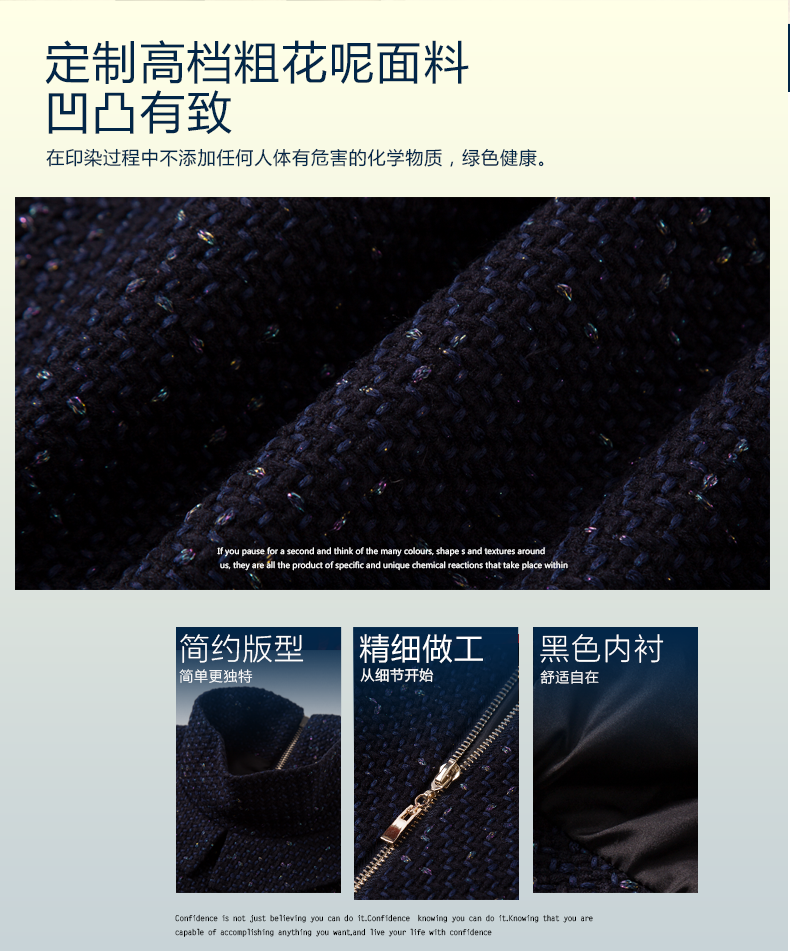 定制高档粗花呢面料
凹凸有致
在印染过程中不添加任何人体有危害的化学物质，绿色健康。
If you pause for a second and think of the many colours, shape s and textures around
us, they are all the product of specific and unique chemical reactions that take place within
简约版型
简单更独特
精细做工
从细节开始
黑色内衬
舒适自在
Confidence is not just believing you can do it.Confidence  knowing you can do it.Knowing that you are
capable of accomplishing anything you want,and live your life with confidence